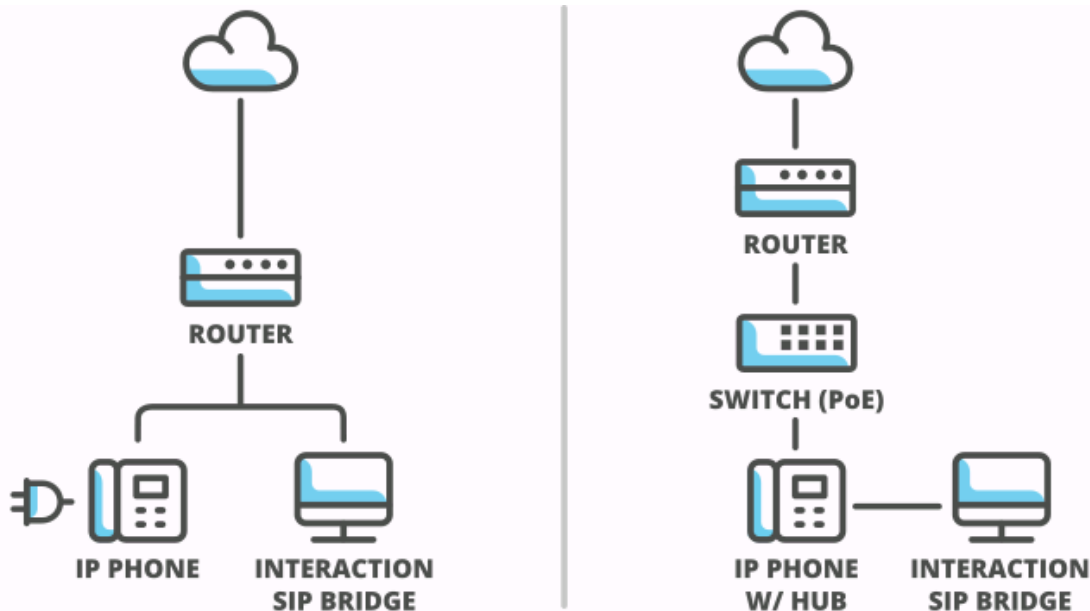 ROUTER
IP PHONE
INTERACTION
SIP BRIDGE
ROUTER
SWITCH (PoE)
IP PHONE
W/ HUB
INTERACTION
SIP BRIDGE